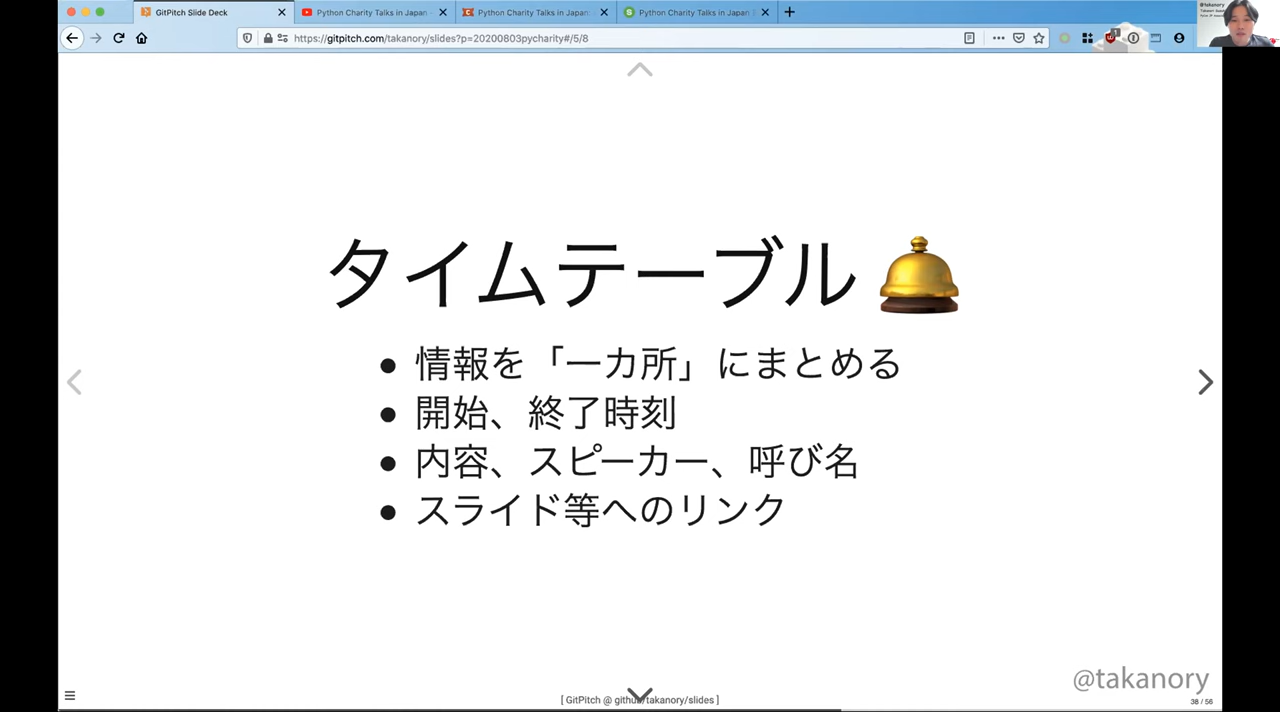 GitPitch Slide Deck
Python Charity Talks in Japan
Python Charity Talks in Japan
Python Charity Talks in Japan
https://gitpitch.com/takanory/slides?p=20200803pycharity#/5/8
@takanory
タイムテーブル
情報を「一カ所」にまとめる
開始、終了時刻
内容、スピーカー、呼び名
スライド等へのリンク
@takanory
[ GitPitch @ github/takanory/slides ]
38 / 56